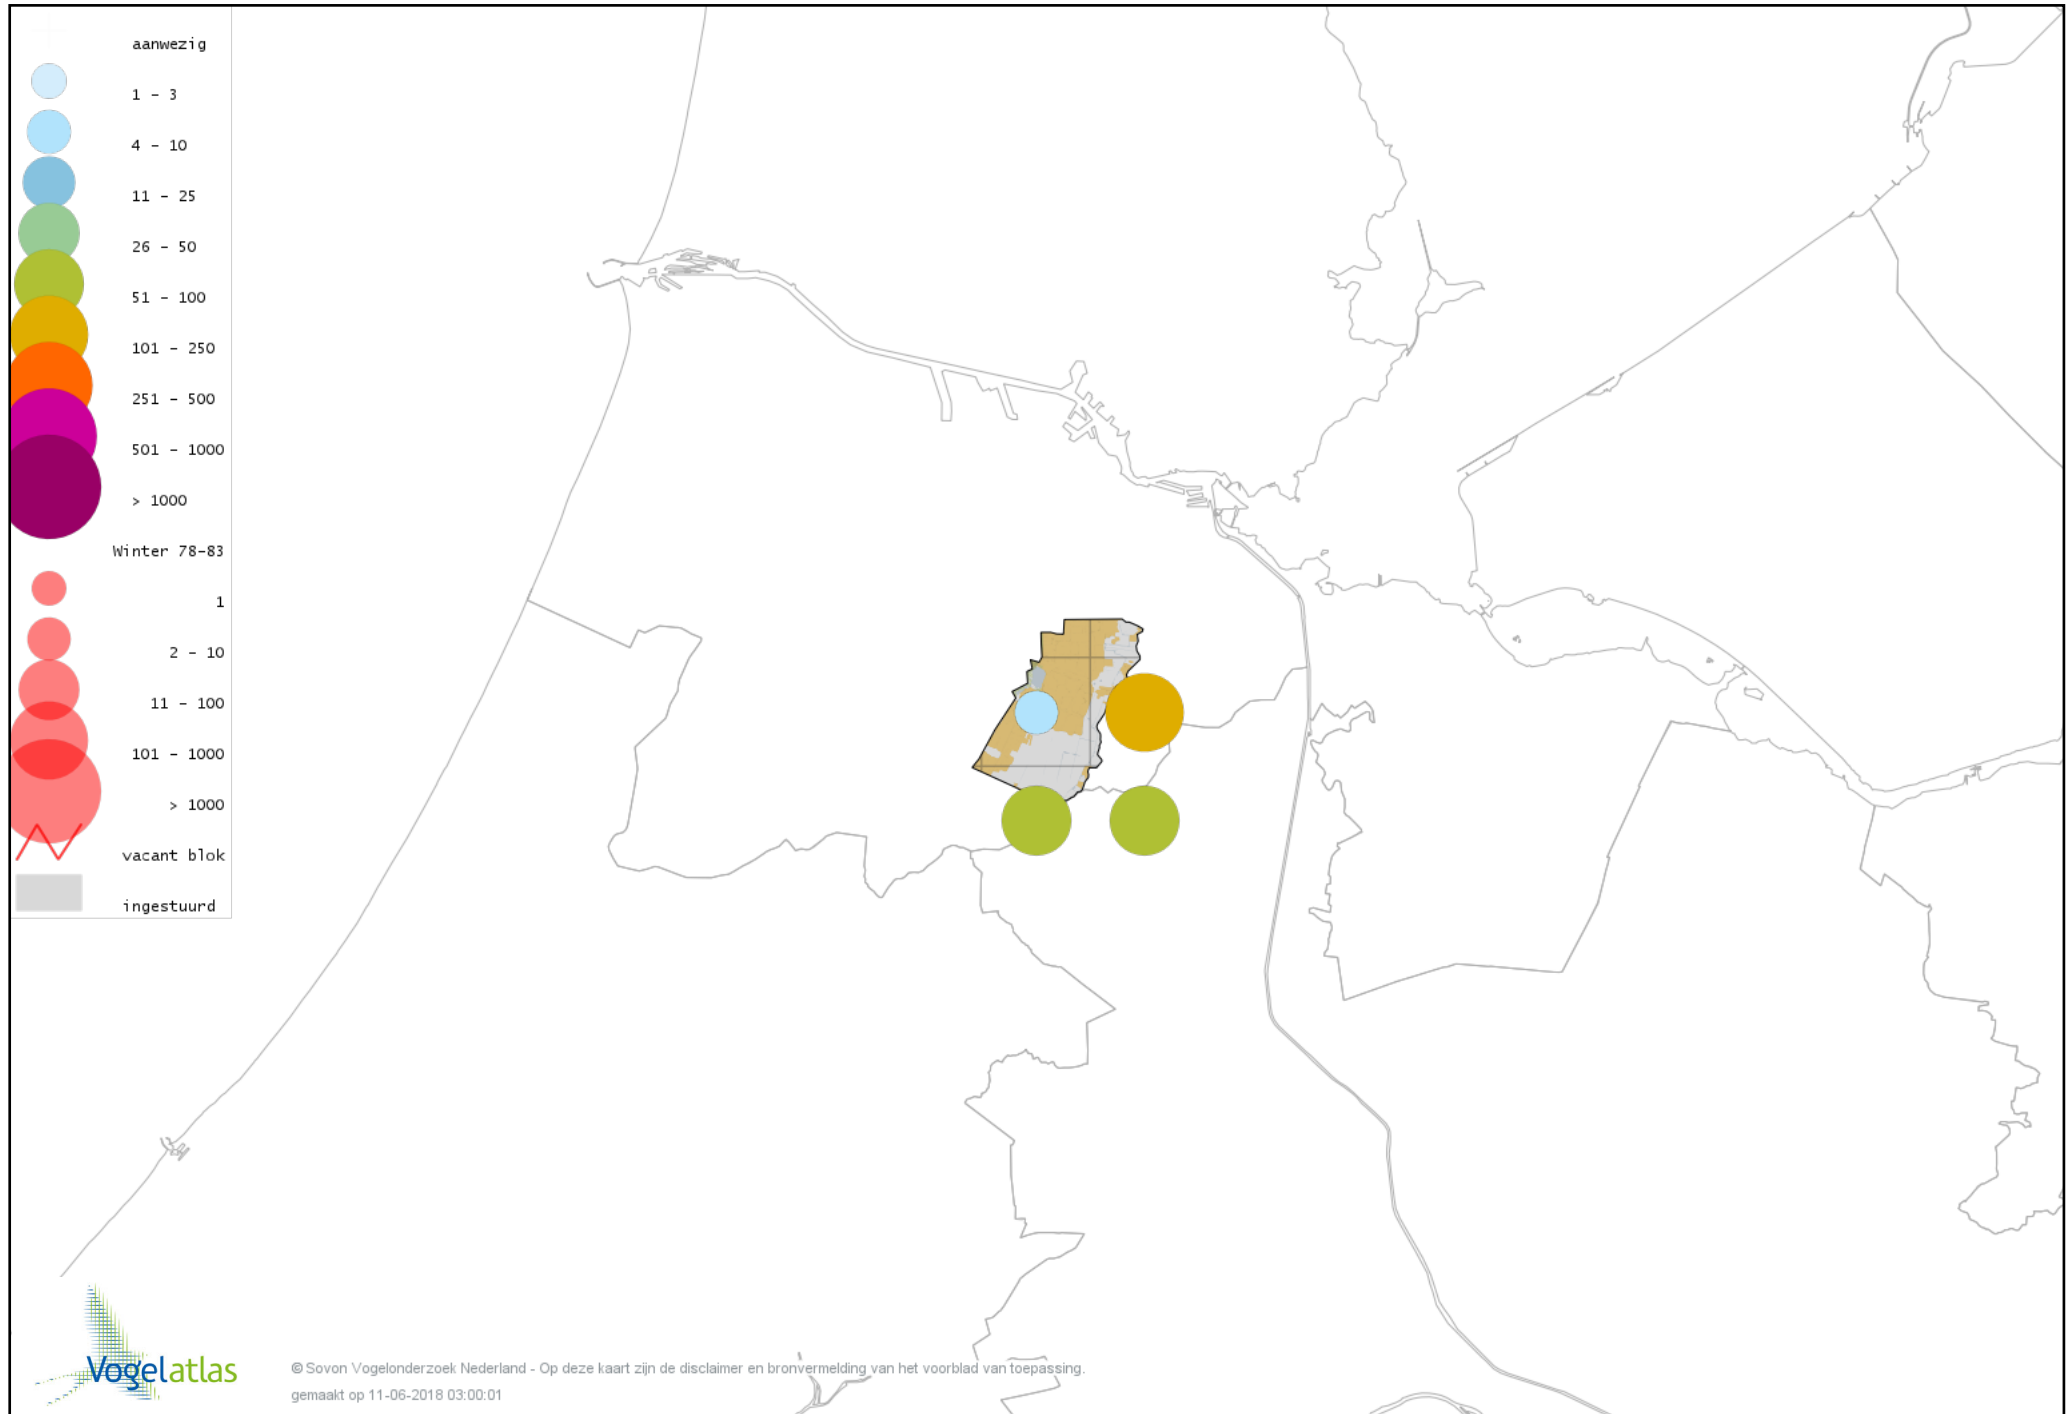 aanwezig
1 - 3
4 - 10
11 - 25
26 - 50
51 - 100
101 - 250
251 - 500
501 - 1000
> 1000
Winter 78-83
1
2 - 10
11 - 100
101 - 1000
> 1000
vacant blok
ingestuurd
Vogelatlas
© Sovon Vogelonderzoek Nederland - Op deze kaart zijn de disclaimer en bronvermelding van het voorblad van toepassing.
gemaakt op 11-06-2018 03:00:01